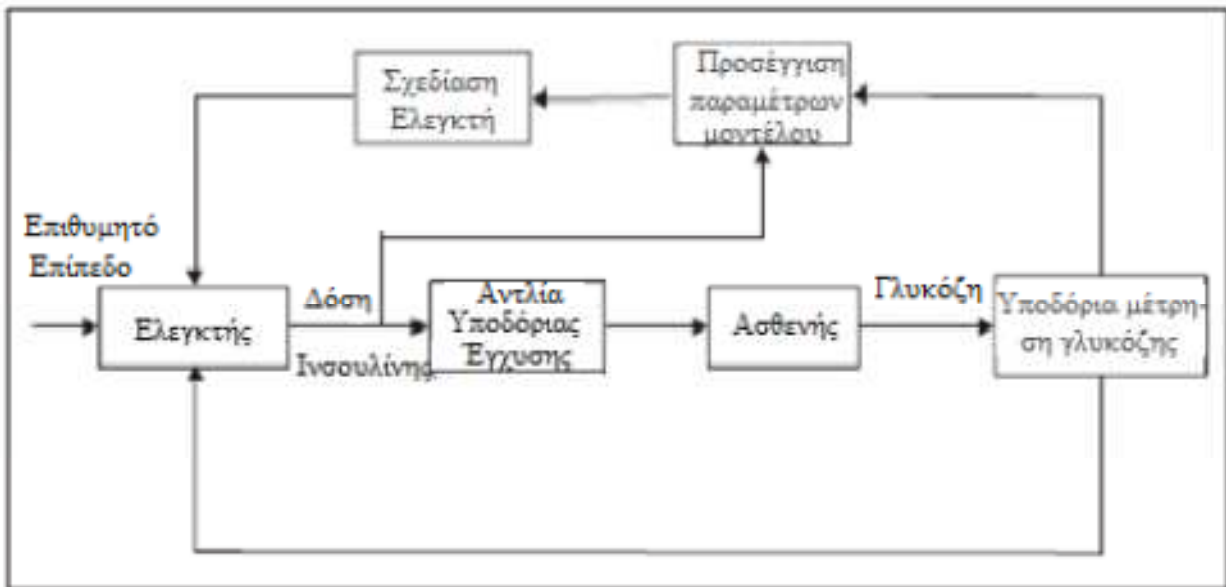 Σχεδίαση
Ελεγκτή
Προσέγγιση
παραμέτρων
μοντέλου
Επιθυμητό
Επίπεδο
Ελεγκτής
Δόση
Ινσουλίνης
Αντλία
Υποδόριας
Έγχυσης
Ασθενής
Γλυκόζη
Υποδόρια μέτρη-
ση γλυκόζης